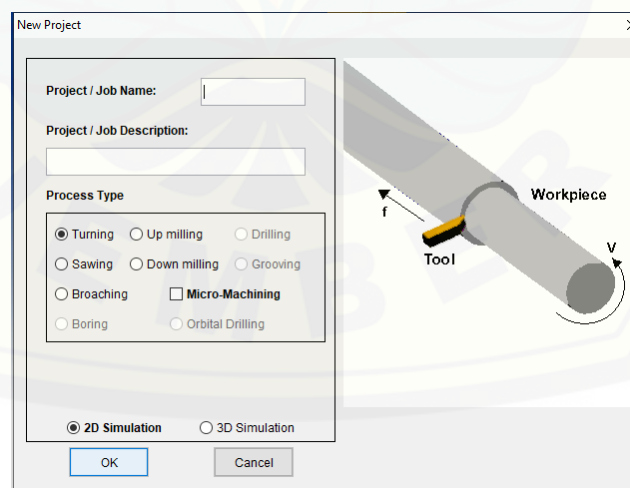 New Project
Project / Job Name:
Project / Job Description:
Process Type
Turning Up milling Drilling
Sawing Down milling Grooving
Broaching Micro-Machining
Boring Orbital Drilling
2D Simulation 3D Simulation
OK Cancel
Workpiece
f
V
Tool